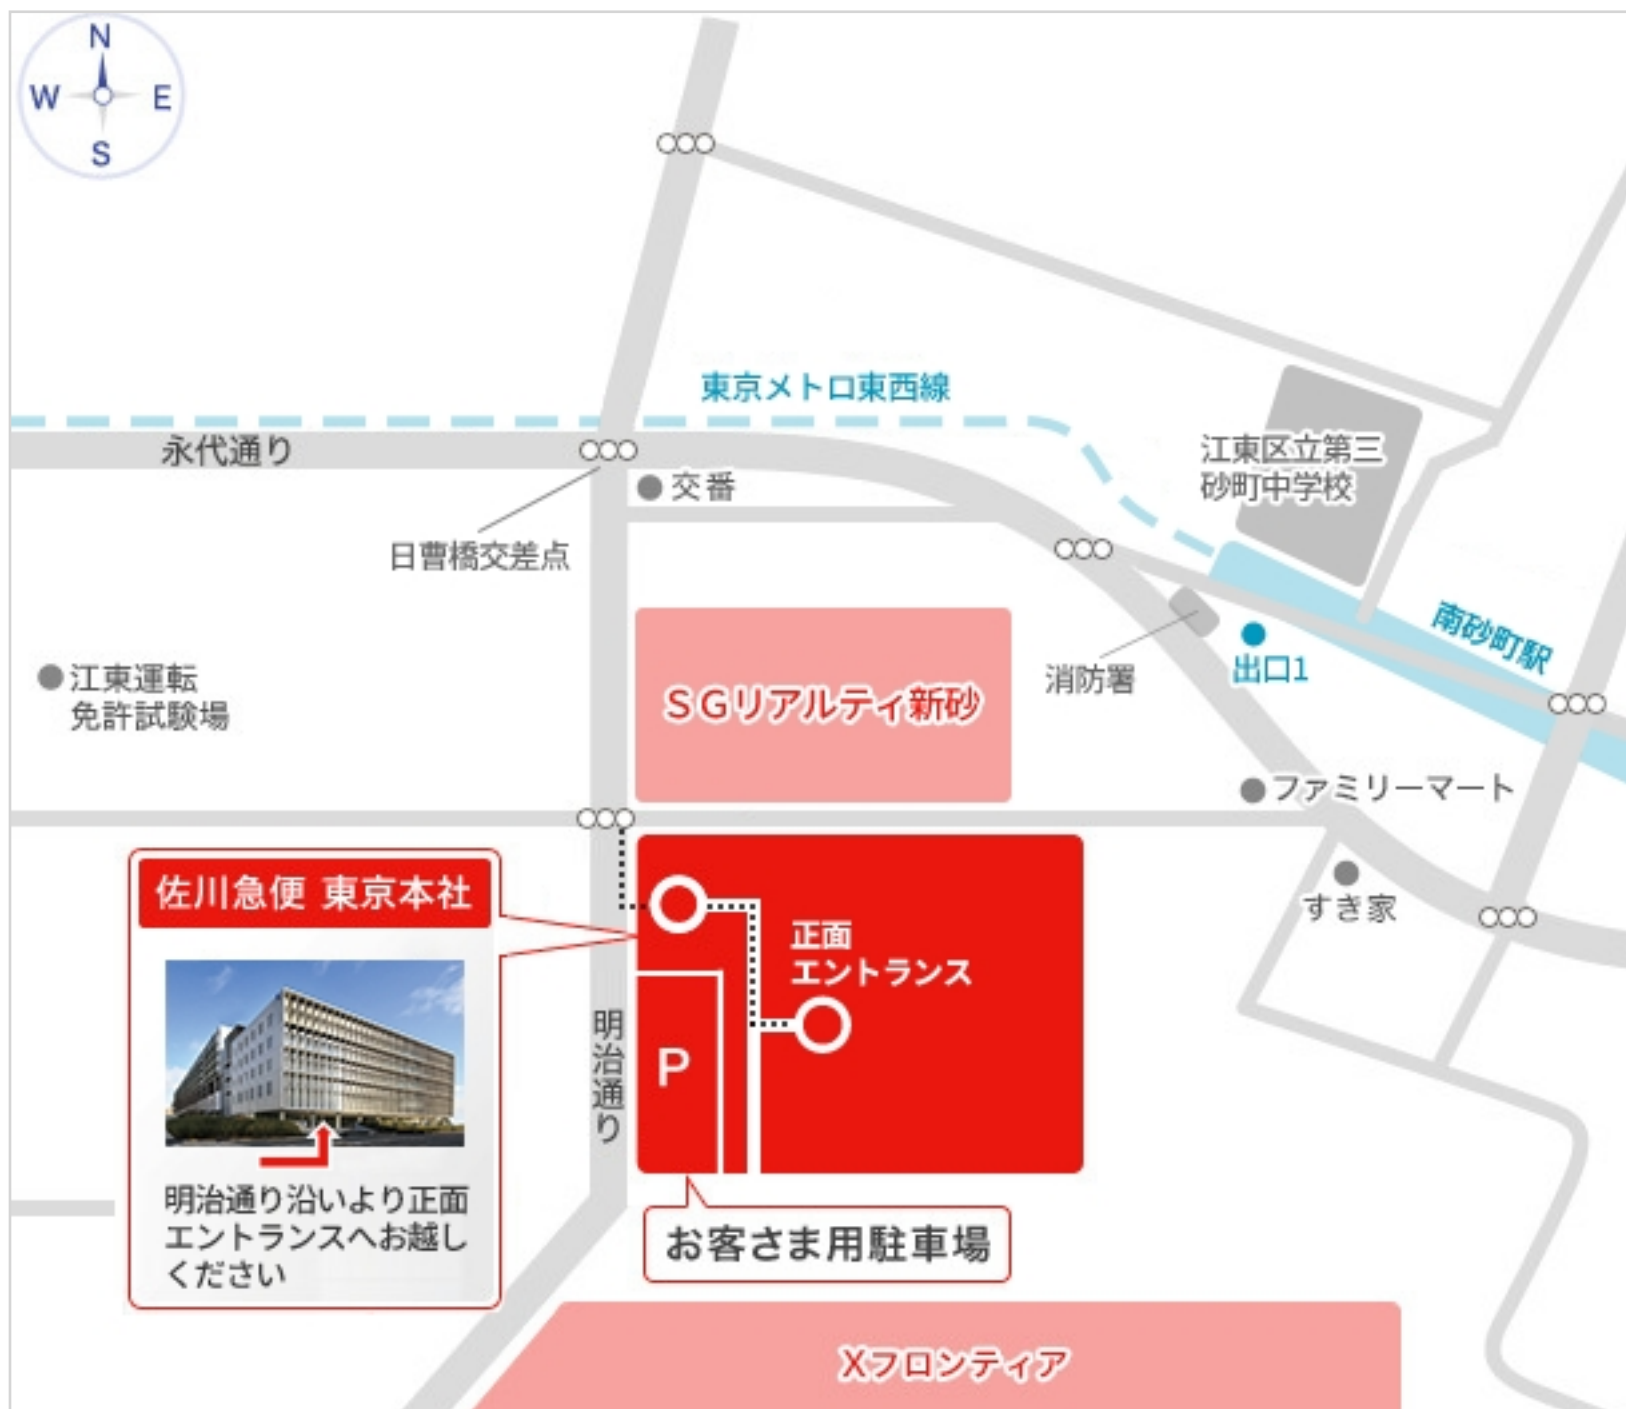 N
W
E
S
東京メトロ東西線
永代通り
交番
日曹橋交差点
江東区立第三
砂町中学校
南砂町駅
出口1
消防署
江東運転
免許試験場
SGリアルティ新砂
ファミリーマート
すき家
佐川急便 東京本社
正面
エントランス
明治通り
P
明治通り沿いより正面
エントランスへお越し
ください
お客さま用駐車場
Xフロンティア